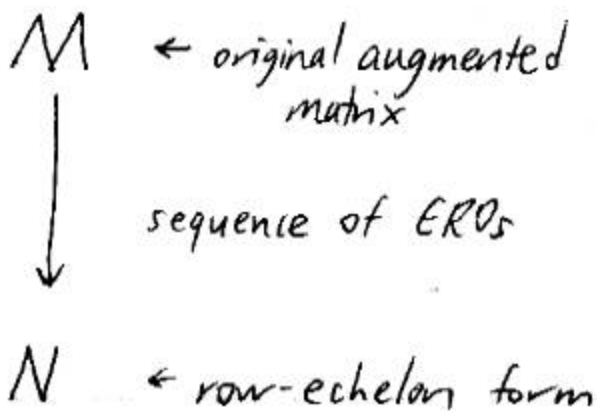 M ← original augmented
matrix
sequence of EROs
N ← row-echelon form